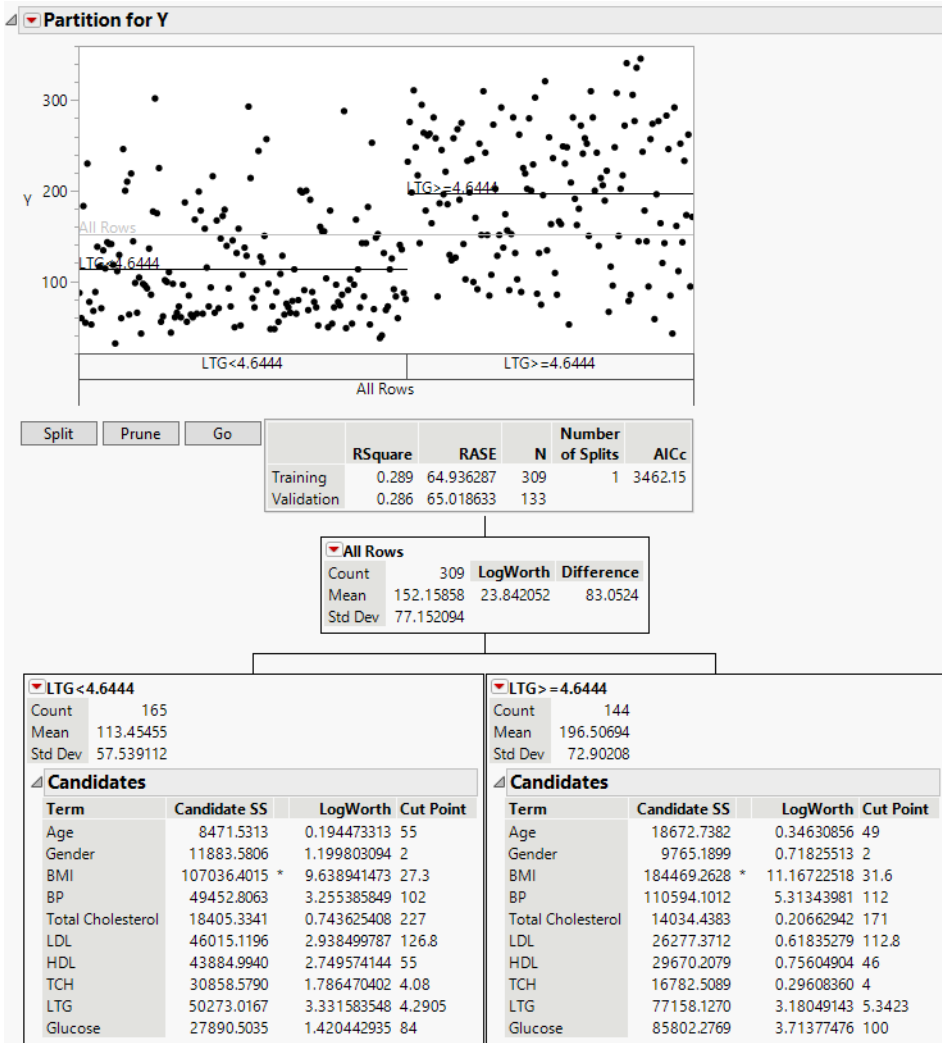 Partition for Y
300
200
100
Y
LTG>=4.6444
All Rows
LTG<4.6444
LTG<4.6444 LTG>=4.6444
All Rows
Split Prune Go
RSquare RASE N Number of Splits AICc
Training 0.289 64.936287 309 1 3462.15
Validation 0.286 65.018633 133
All Rows
Count 309 LogWorth Difference
Mean 152.15858 23.842052 83.0524
Std Dev 77.152094
LTG<4.6444
Count 165
Mean 113.45455
Std Dev 57.539112
Candidates
Term Candidate SS LogWorth Cut Point
Age 8471.5313 0.194473313 55
Gender 11883.5806 1.199803094 2
BMI 107036.4015 * 9.638941473 27.3
BP 49452.8063 3.255385849 102
Total Cholesterol 18405.3341 0.743625408 227
LDL 46015.1196 2.938499787 126.8
HDL 43884.9940 2.749574144 55
TCH 30858.5790 1.786470402 4.08
LTG 50273.0167 3.331583548 4.2905
Glucose 27890.5035 1.420442935 84
LTG>=4.6444
Count 144
Mean 196.50694
Std Dev 72.90208
Candidates
Term Candidate SS LogWorth Cut Point
Age 18672.7382 0.34630856 49
Gender 9765.1899 0.71825513 2
BMI 184469.2628 * 11.16722518 31.6
BP 110594.1012 5.31343981 112
Total Cholesterol 14034.4383 0.20662942 171
LDL 26277.3712 0.61835279 112.8
HDL 29670.2079 0.75604904 46
TCH 16782.5089 0.29608360 4
LTG 77158.1270 3.18049143 5.3423
Glucose 85802.2769 3.71377476 100